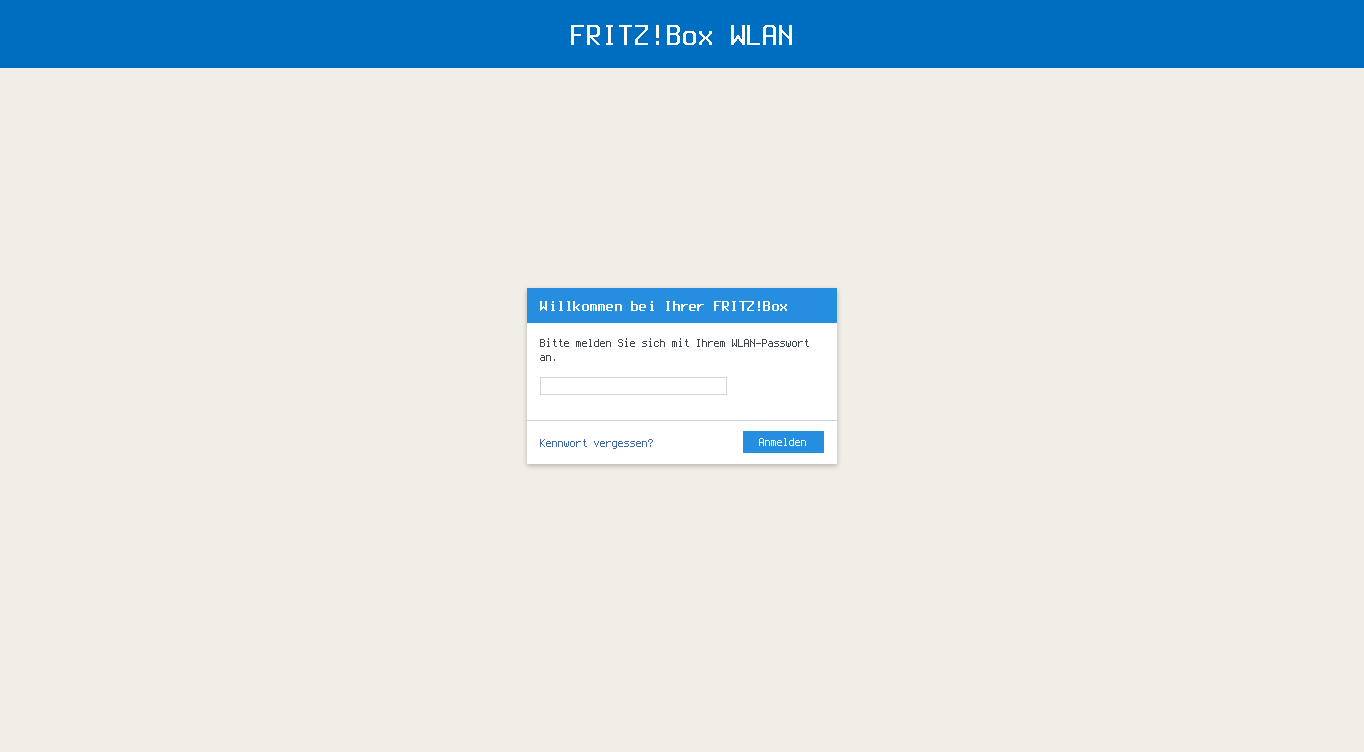 FRITZ!Box WLAN
Willkommen bei Ihrer FRITZ!Box
Bitte melden Sie sich mit Ihrem WLAN-Passwort
an.
Kennwort vergessen?
Anmelden